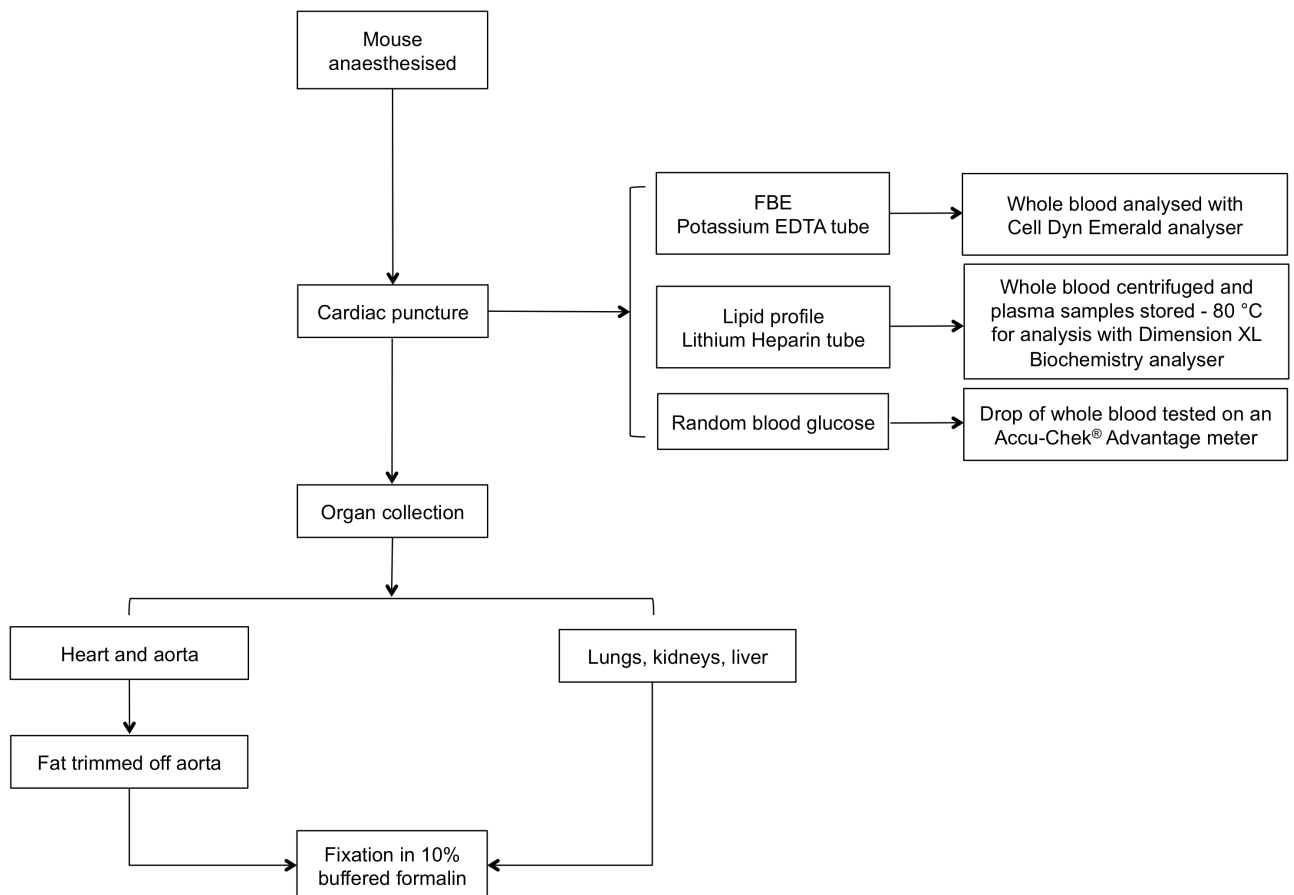 Mouse
anaesthesised
Cardiac puncture
FBE
Potassium EDTA tube
Whole blood analysed with
Cell Dyn Emerald analyser
Lipid profile
Lithium Heparin tube
Whole blood centrifuged and
plasma samples stored - 80 °C
for analysis with Dimension XL
Biochemistry analyser
Random blood glucose
Drop of whole blood tested on an
Accu-Chek® Advantage meter
Organ collection
Heart and aorta
Lungs, kidneys, liver
Fat trimmed off aorta
Fixation in 10%
buffered formalin